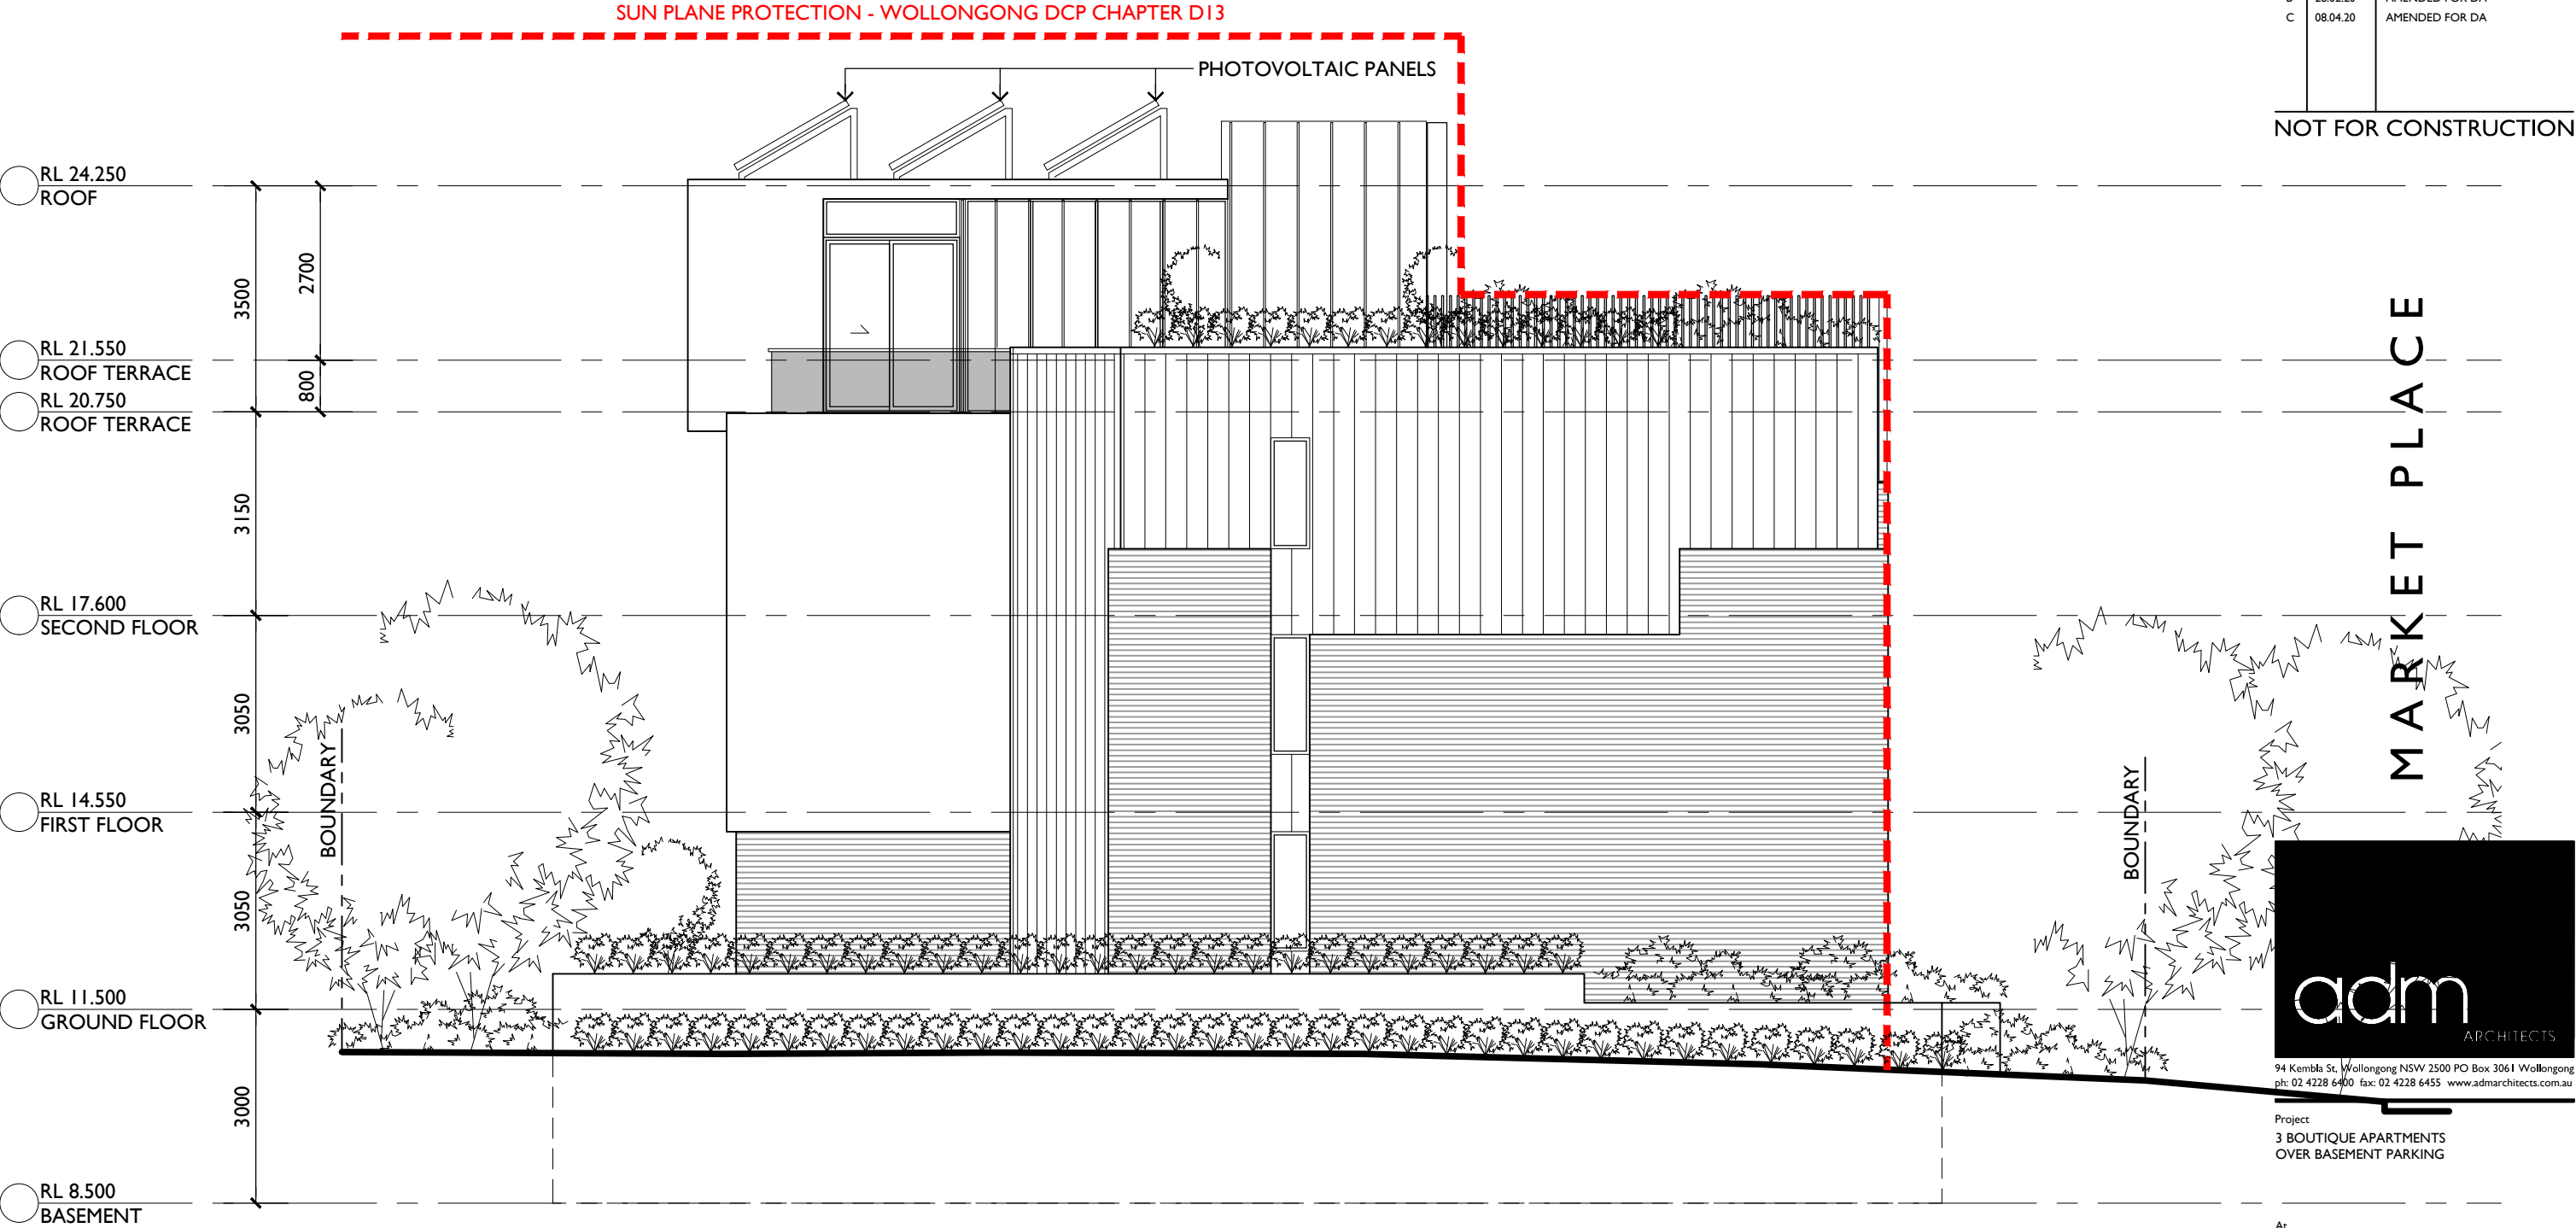 SUN PLANE PROTECTION - WOLLONGONG DCP CHAPTER D13
C 08.04.20 AMENDED FOR DA
PHOTOVOLTAIC PANELS
NOT FOR CONSTRUCTION
RL 24.250
ROOF
2700
3500
RL 21.550
ROOF TERRACE
800
RL 20.750
ROOF TERRACE
3150
RL 17.600
SECOND FLOOR
3050
RL 14.550
FIRST FLOOR
3050
RL 11.500
GROUND FLOOR
3000
RL 8.500
BASEMENT
BOUNDARY
BOUNDARY
MARKET PLACE
adm
ARCHITECTS
94 Kembla St, Wollongong NSW 2500 PO Box 3061 Wollongong
ph: 02 4228 6400 fax: 02 4228 6455 www.admarchitects.com.au
Project
3 BOUTIQUE APARTMENTS
OVER BASEMENT PARKING
At